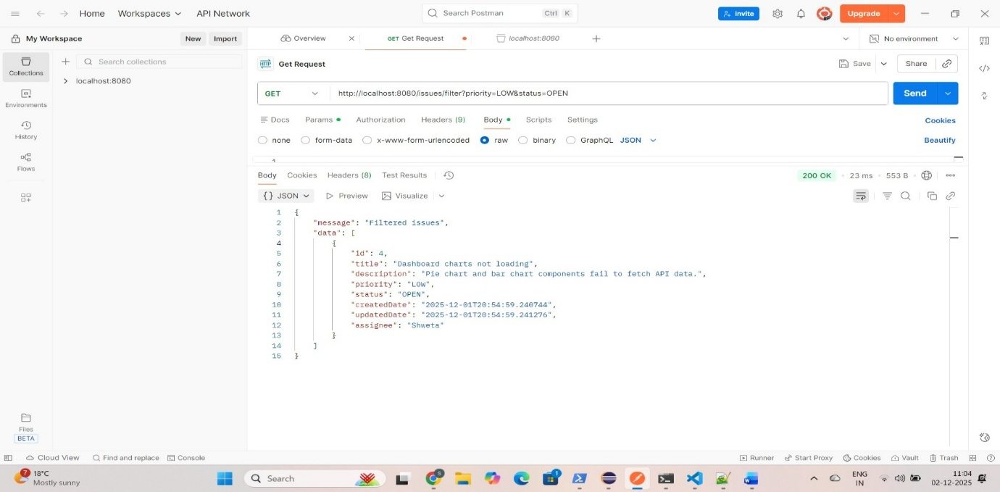 Home Workspaces API Network Search Postman Ctrl K Invite Upgrade
My Workspace New Import Overview GET Get Request localhost:8080 No environment
Collections Search collections
localhost:8080
Environments
History
Flows
HTTP Get Request Save Share
GET http://localhost:8080/issues/filter?priority=LOW&status=OPEN Send
Docs Params Authorization Headers (9) Body Scripts Settings Cookies
none form-data x-www-form-urlencoded raw binary GraphQL JSON Beautify
Body Cookies Headers (8) Test Results 200 OK 23 ms 553 B
{ } JSON Preview Visualize
1 {
2 "message": "Filtered issues",
3 "data": [
4 {
5 "id": 4,
6 "title": "Dashboard charts not loading",
7 "description": "Pie chart and bar chart components fail to fetch API data.",
8 "priority": "LOW",
9 "status": "OPEN",
10 "createdDate": "2025-12-01T20:54:59.240744",
11 "updatedDate": "2025-12-01T20:54:59.241276",
12 "assignee": "Shweta"
13 }
14 ]
15 }
Files
BETA
Cloud View Find and replace Console Runner Start Proxy Cookies Vault Trash
7 18°C
Mostly sunny
Search
S
1
ENG
IN
11:04
02-12-2025